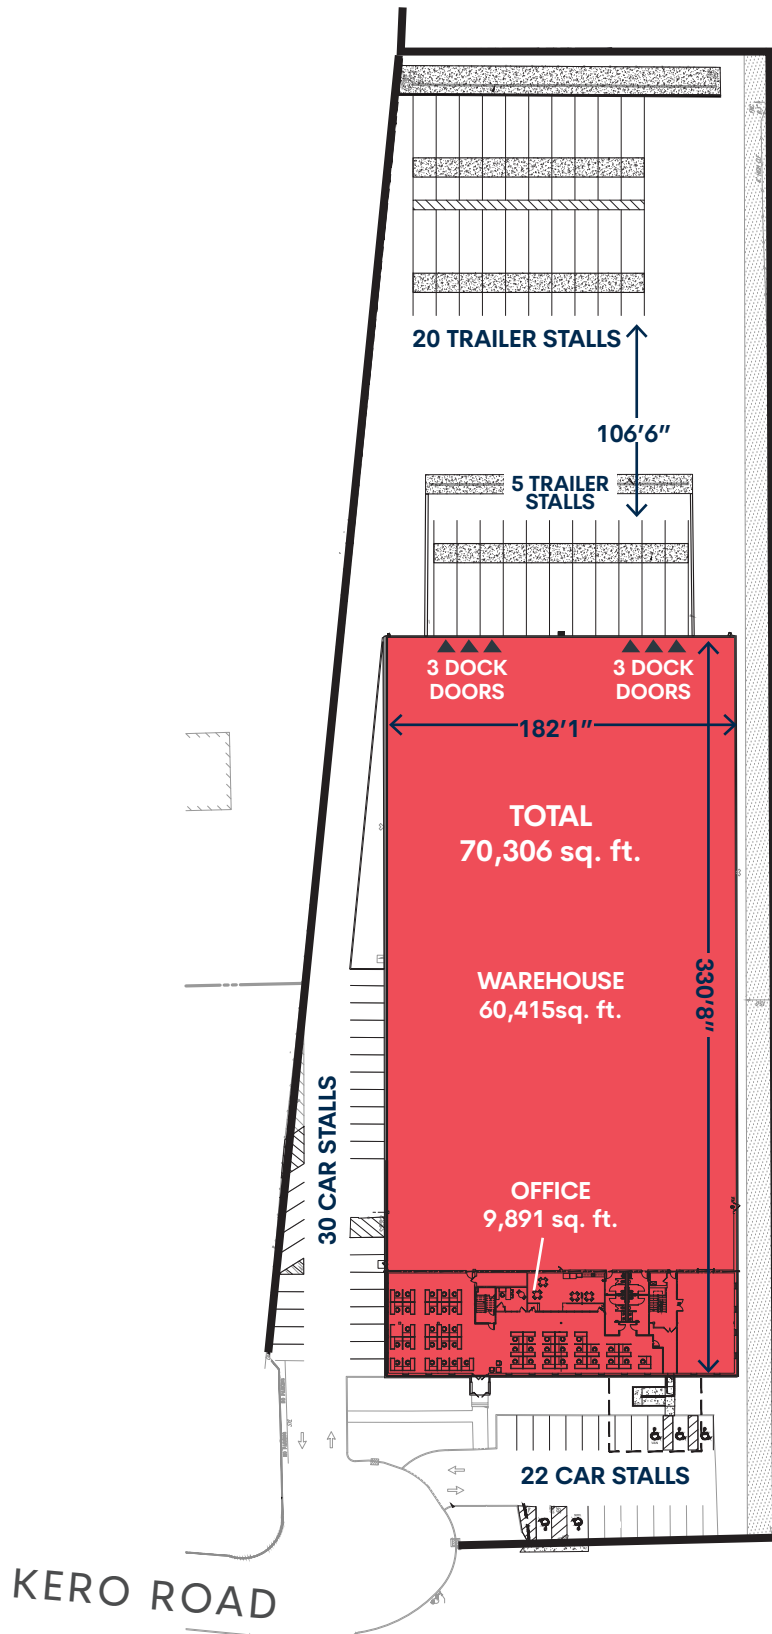 20 TRAILER STALLS
106'6"
5 TRAILER
STALLS
3 DOCK
DOORS
3 DOCK
DOORS
182'1"
TOTAL
70,306 sq. ft.
WAREHOUSE
60,415sq. ft.
330'8"
30 CAR STALLS
OFFICE
9,891 sq. ft.
22 CAR STALLS
KERO ROAD